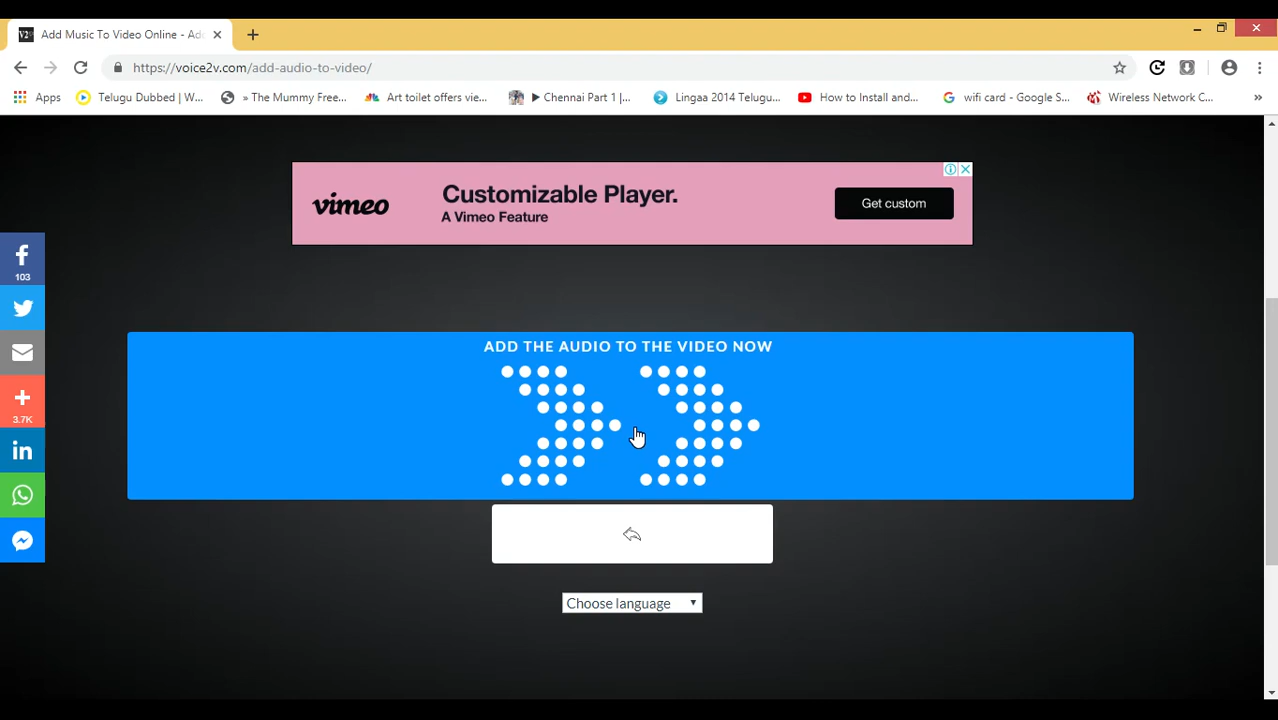 Add Music To Video Online - Ad
https://voice2v.com/add-audio-to-video/
Apps
Telugu Dubbed | W...
» The Mummy Free...
Art toilet offers vie...
▶ Chennai Part 1 |...
Lingaa 2014 Telugu...
How to Install and...
wifi card - Google S...
Wireless Network C...
»
vimeo
Customizable Player.
A Vimeo Feature
Get custom
103
3.7K
ADD THE AUDIO TO THE VIDEO NOW
Choose language